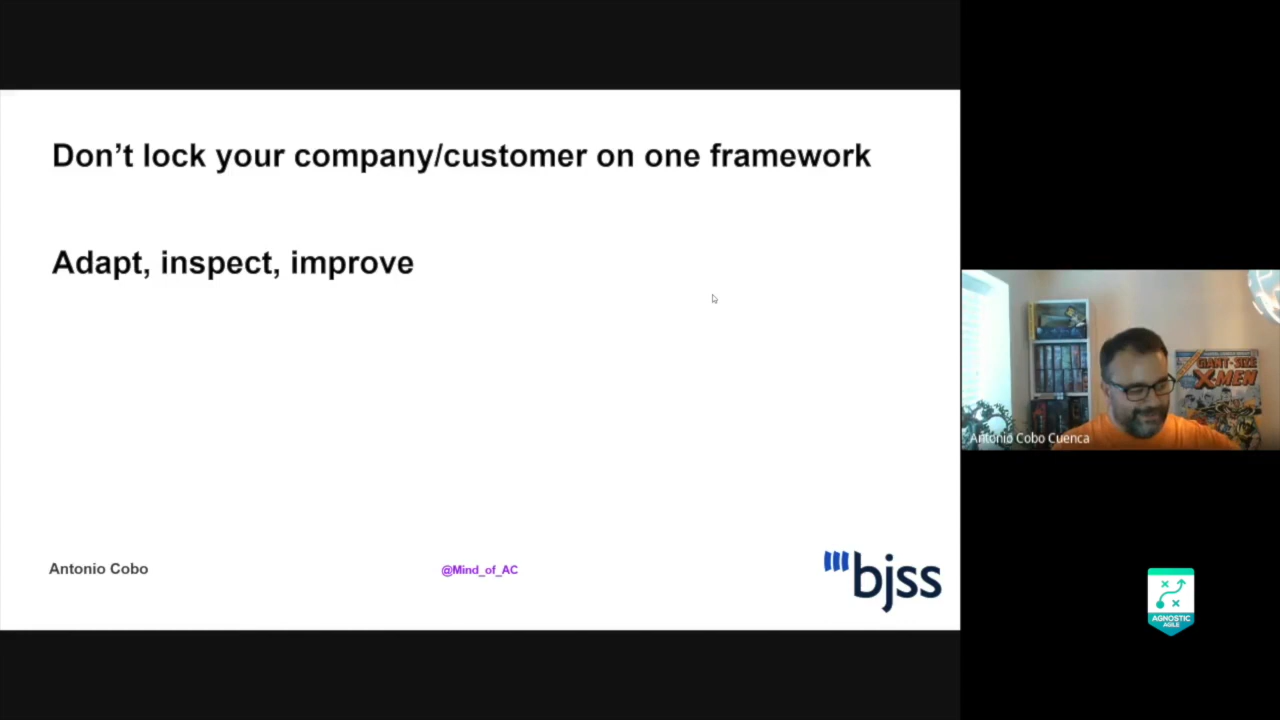 Don't lock your company/customer on one framework
Adapt, inspect, improve
Antonio Cobo
@Mind_of_AC
bjss
GIANT-SIZE
X-MEN
Antonio Cobo Cuenca
AGNOSTIC
AGILE